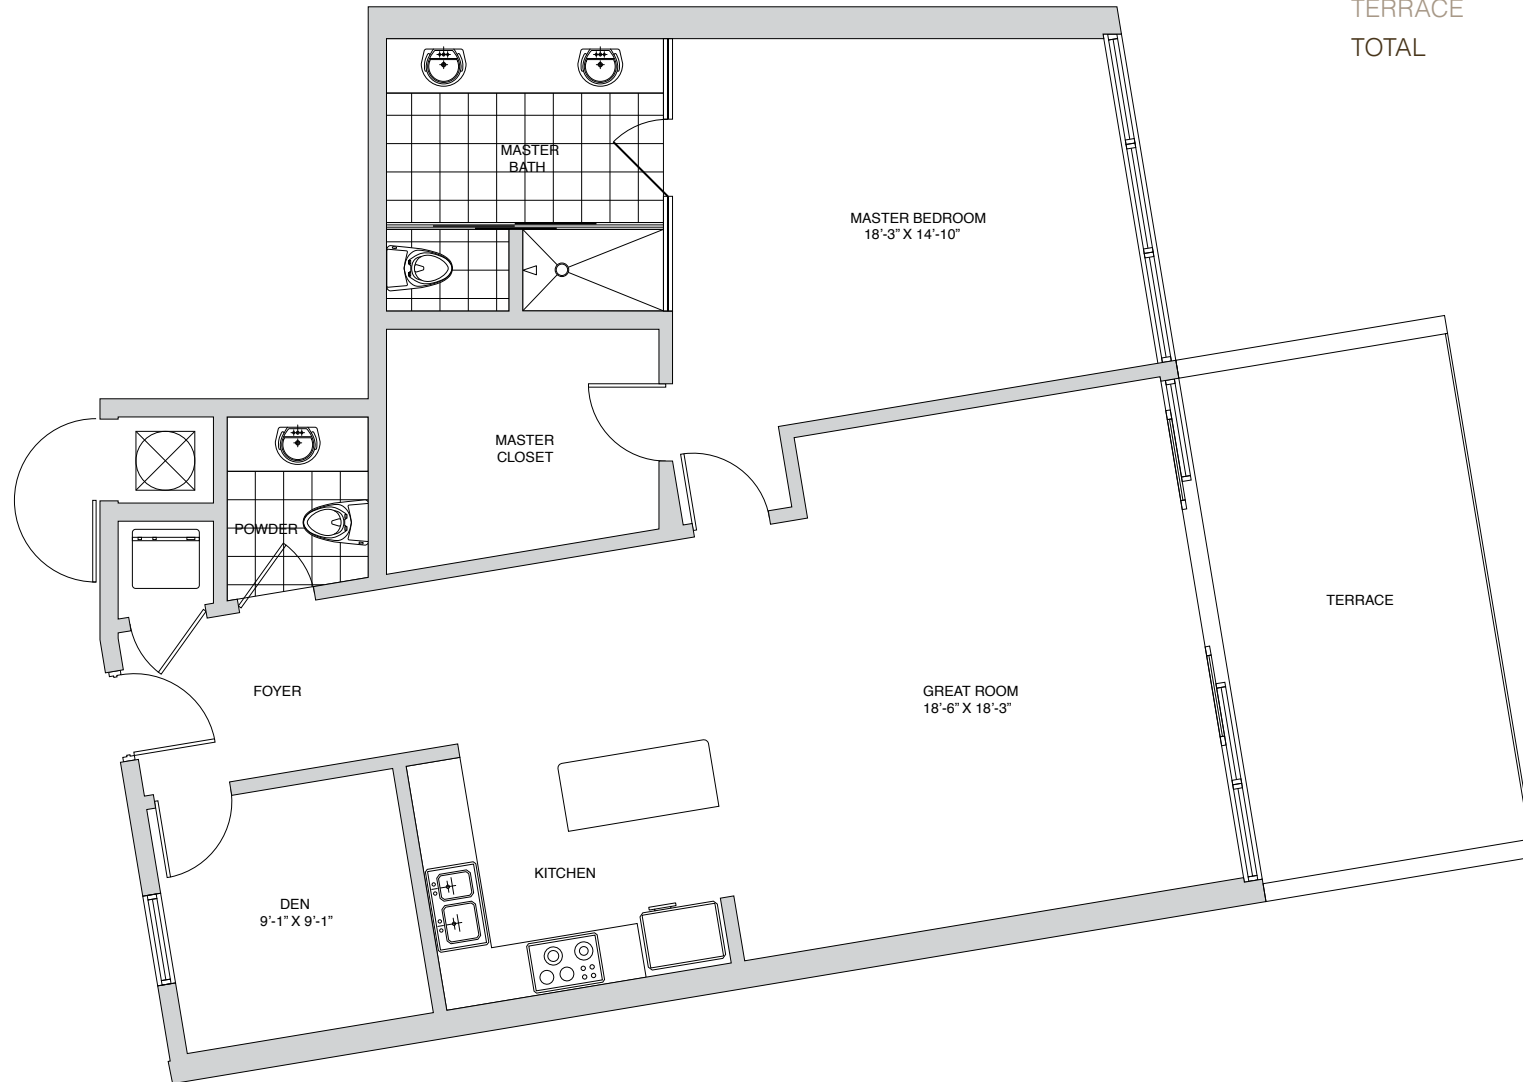 TERRACE
TOTAL
MASTER
BATH
MASTER BEDROOM
18'-3” X 14'-10”
MASTER
CLOSET
POWDER
TERRACE
FOYER
GREAT ROOM
18'-6” X 18'-3”
KITCHEN
DEN
9'-1” X 9'-1”